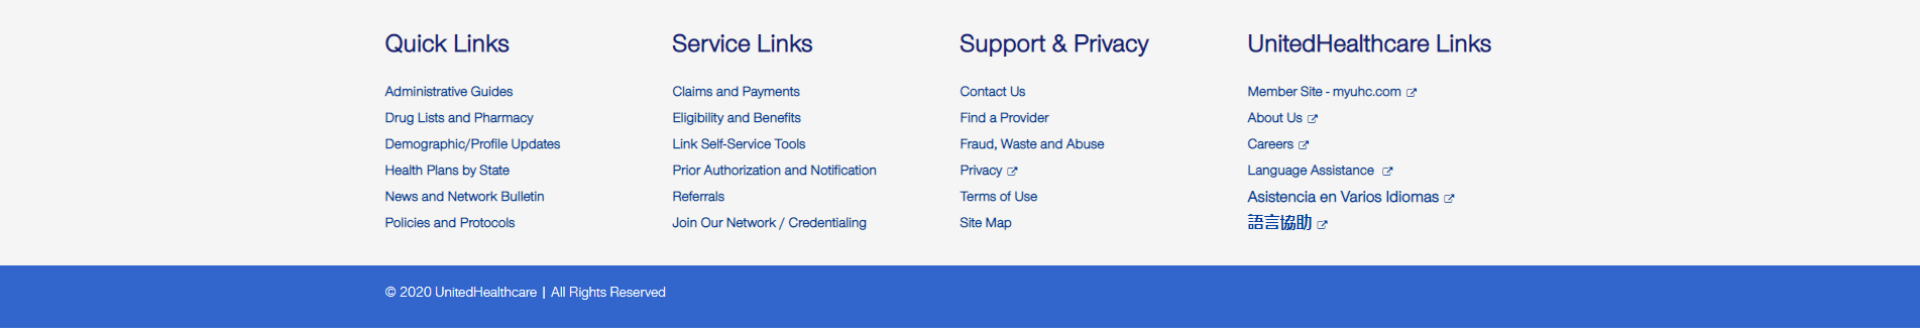 Quick Links
Administrative Guides
Drug Lists and Pharmacy
Demographic/Profile Updates
Health Plans by State
News and Network Bulletin
Policies and Protocols
Service Links
Claims and Payments
Eligibility and Benefits
Link Self-Service Tools
Prior Authorization and Notification
Referrals
Join Our Network / Credentialing
Support & Privacy
Contact Us
Find a Provider
Fraud, Waste and Abuse
Privacy
Terms of Use
Site Map
UnitedHealthcare Links
Member Site - myuhc.com
About Us
Careers
Language Assistance
Asistencia en Varios Idiomas
語言協助
© 2020 UnitedHealthcare | All Rights Reserved